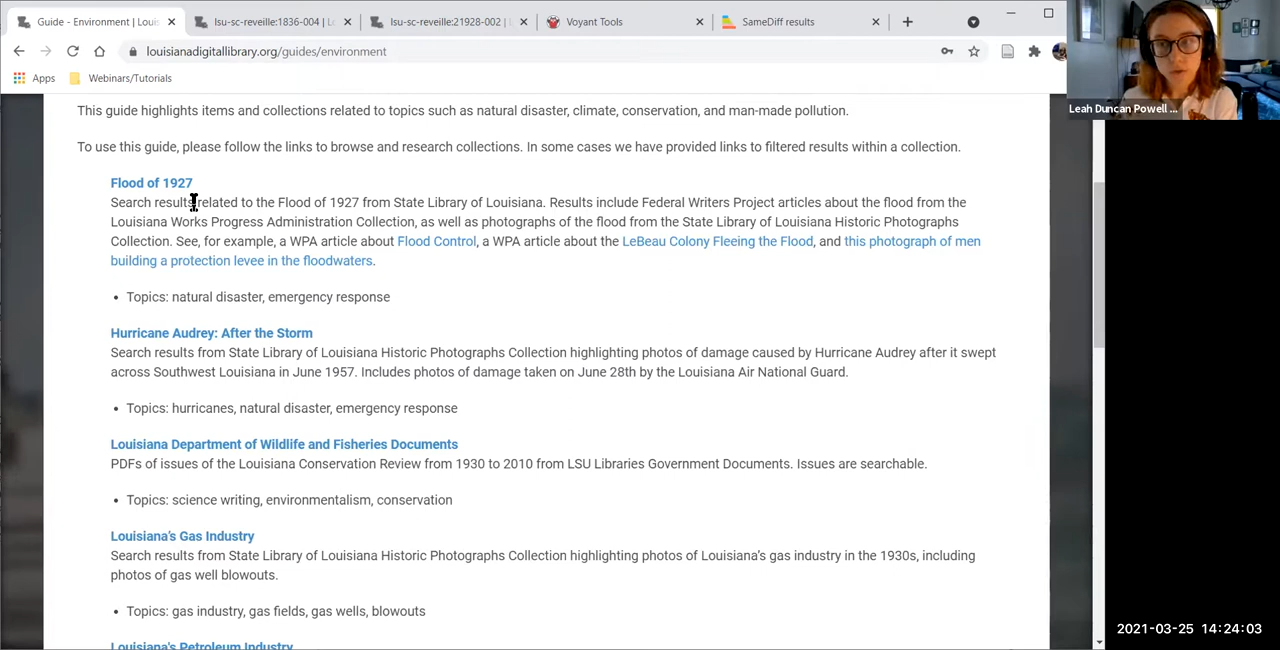 Guide - Environment | Louis
lsu-sc-reveille:1836-004 | L
lsu-sc-reveille:21928-002 |
Voyant Tools
SameDiff results
louisianadigitallibrary.org/guides/environment
Apps
Webinars/Tutorials
Leah Duncan Powell ...
This guide highlights items and collections related to topics such as natural disaster, climate, conservation, and man-made pollution.
To use this guide, please follow the links to browse and research collections. In some cases we have provided links to filtered results within a collection.
Flood of 1927
Search results related to the Flood of 1927 from State Library of Louisiana. Results include Federal Writers Project articles about the flood from the
Louisiana Works Progress Administration Collection, as well as photographs of the flood from the State Library of Louisiana Historic Photographs
Collection. See, for example, a WPA article about Flood Control, a WPA article about the LeBeau Colony Fleeing the Flood, and this photograph of men
building a protection levee in the floodwaters.
• Topics: natural disaster, emergency response
Hurricane Audrey: After the Storm
Search results from State Library of Louisiana Historic Photographs Collection highlighting photos of damage caused by Hurricane Audrey after it swept
across Southwest Louisiana in June 1957. Includes photos of damage taken on June 28th by the Louisiana Air National Guard.
• Topics: hurricanes, natural disaster, emergency response
Louisiana Department of Wildlife and Fisheries Documents
PDFs of issues of the Louisiana Conservation Review from 1930 to 2010 from LSU Libraries Government Documents. Issues are searchable.
• Topics: science writing, environmentalism, conservation
Louisiana's Gas Industry
Search results from State Library of Louisiana Historic Photographs Collection highlighting photos of Louisiana's gas industry in the 1930s, including
photos of gas well blowouts.
• Topics: gas industry, gas fields, gas wells, blowouts
Louisiana's Petroleum Industry
2021-03-25 14:24:03